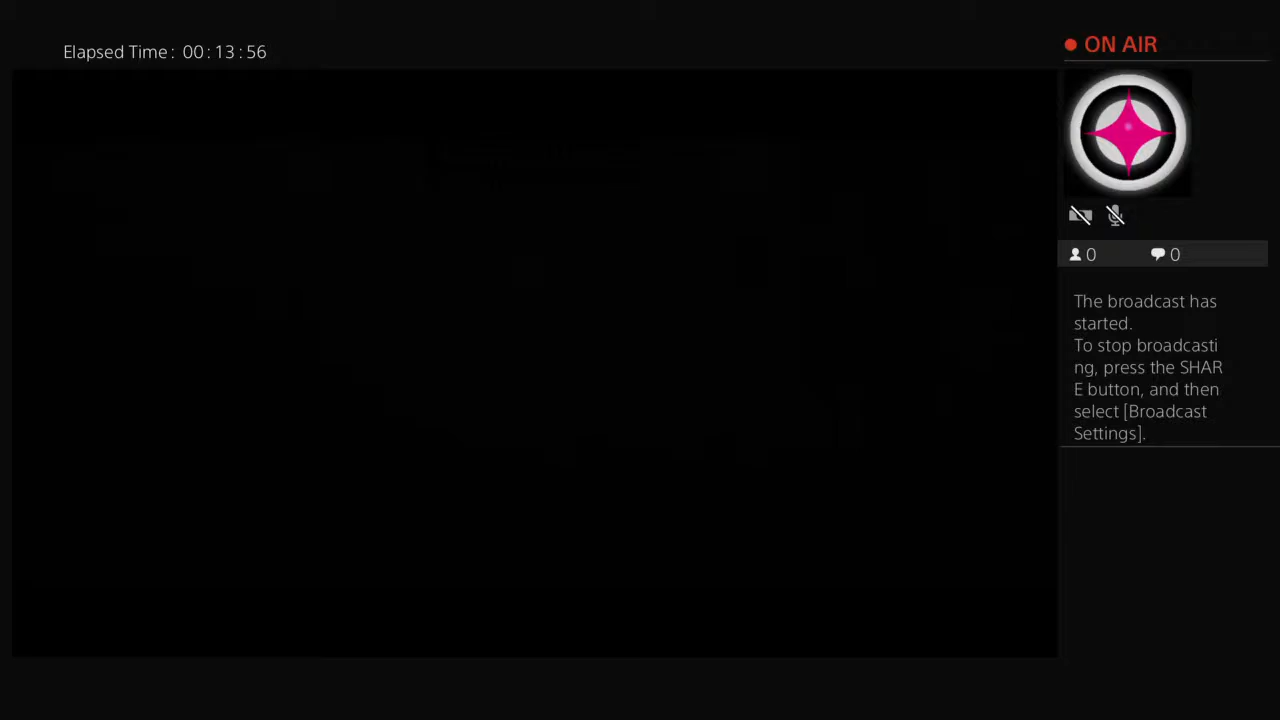 Elapsed Time: 00:13:56
ON AIR
0 0
The broadcast has
started.
To stop broadcasti
ng, press the SHAR
E button, and then
select [Broadcast
Settings].